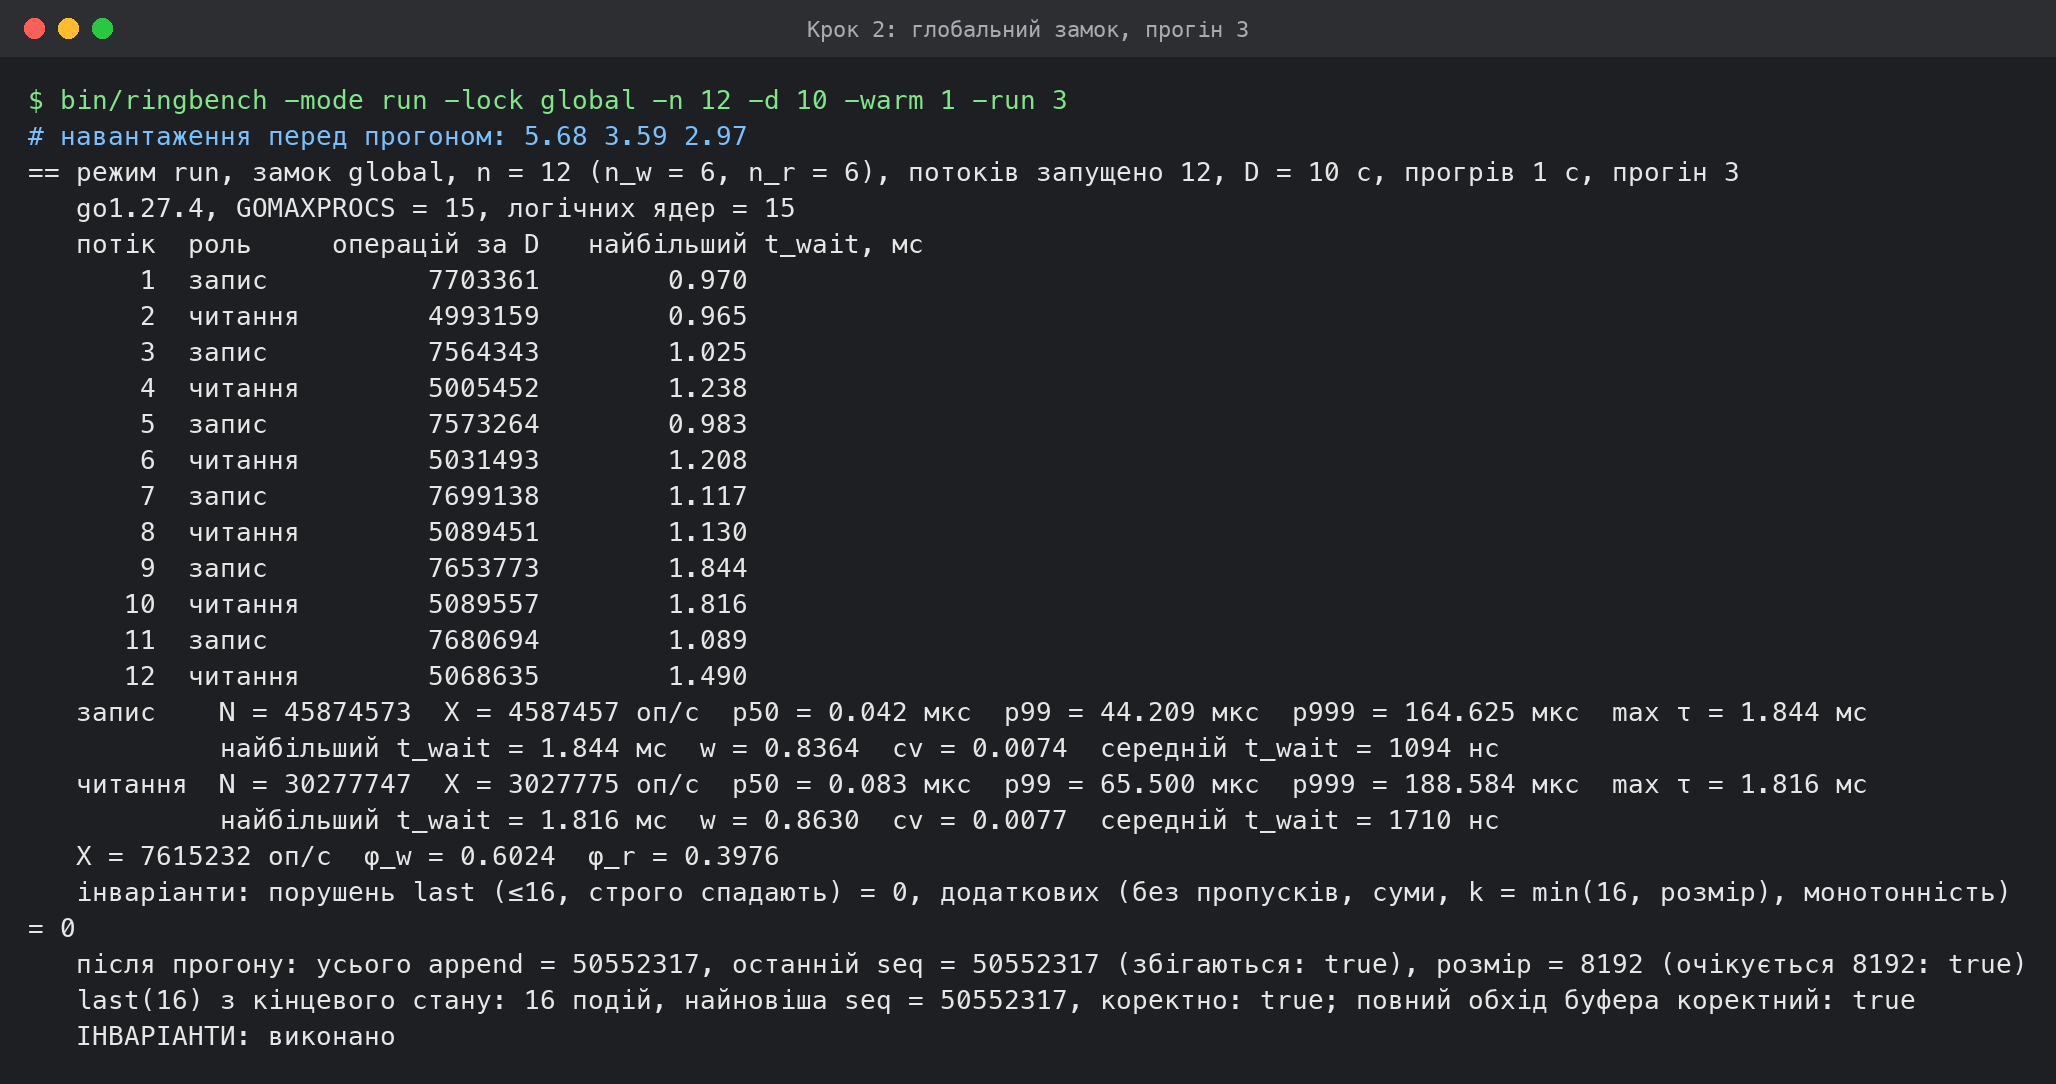 Крок 2: глобальний замок, прогін 3
$ bin/ringbench −mode run −lock global −n 12 −d 10 −warm 1 −run 3
# навантаження перед прогоном: 5.68 3.59 2.97
== режим run, замок global, n = 12 (n_w = 6, n_r = 6), потоків запущено 12, D = 10 с, прогрів 1 с, прогін 3
go1.27.4, GOMAXPROCS = 15, логічних ядер = 15
потік роль операцій за D найбільший t_wait, мс
1 запис 7703361 0.970
2 читання 4993159 0.965
3 запис 7564343 1.025
4 читання 5005452 1.238
5 запис 7573264 0.983
6 читання 5031493 1.208
7 запис 7699138 1.117
8 читання 5089451 1.130
9 запис 7653773 1.844
10 читання 5089557 1.816
11 запис 7680694 1.089
12 читання 5068635 1.490
запис N = 45874573 X = 4587457 оп/с p50 = 0.042 мкс p99 = 44.209 мкс p999 = 164.625 мкс max τ = 1.844 мс
найбільший t_wait = 1.844 мс w = 0.8364 cv = 0.0074 середній t_wait = 1094 нс
читання N = 30277747 X = 3027775 оп/с p50 = 0.083 мкс p99 = 65.500 мкс p999 = 188.584 мкс max τ = 1.816 мс
найбільший t_wait = 1.816 мс w = 0.8630 cv = 0.0077 середній t_wait = 1710 нс
X = 7615232 оп/с φ_w = 0.6024 φ_r = 0.3976
інваріанти: порушень last (≤16, строго спадають) = 0, додаткових (без пропусків, суми, k = min(16, розмір), монотонність)
= 0
після прогону: усього append = 50552317, останній seq = 50552317 (збігаються: true), розмір = 8192 (очікується 8192: true)
last(16) з кінцевого стану: 16 подій, найновіша seq = 50552317, коректно: true; повний обхід буфера коректний: true
ІНВАРІАНТИ: виконано